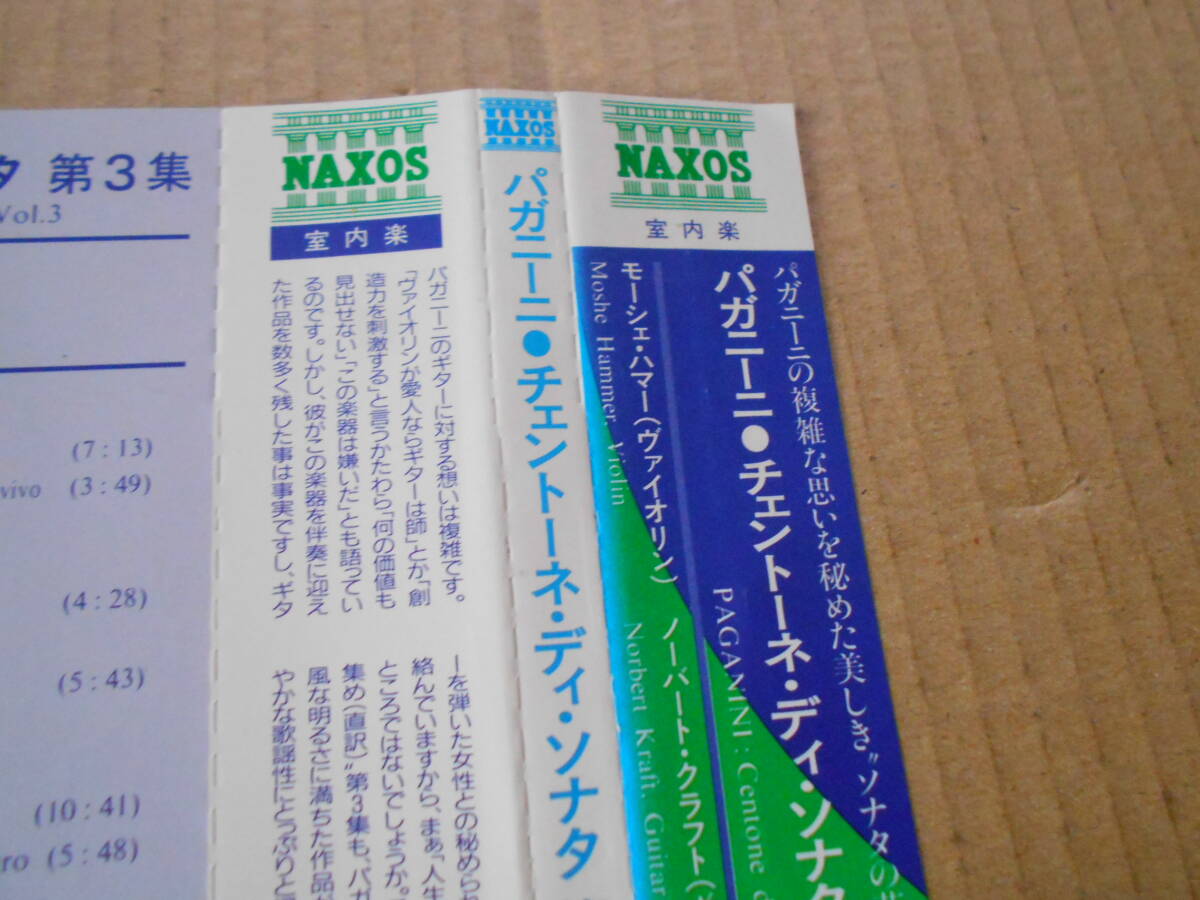 第3集
Vol.3
(7:13)
vivo (3:49)
(4:28)
(5:43)
(10:41)
(5:48)
NAXOS
室内楽
パガニーニのギターに対する想いは複雑です。
「ヴァイオリンが愛人ならギターは師」とか「創
造力を刺激する」と言うかたわら「何の価値も
見出せない」「この楽器は嫌いだ」とも語ってい
るのです。しかし、彼がこの楽器を伴奏に迎え
た作品を数多く残した事は事実ですし、ギタ
ーを弾いた女性との秘められ
絡んでいますから、まぁ「人生
ところではないでしょうか。
集め(直訳)"第3集も、パガ
風な明るさに満ちた作品が
やかな歌謡性にとっぷりと
NAXOS
パガニーニ●チェントーネ・ディ・ソナタ
NAXOS
室内楽
パガニーニの複雑な思いを秘めた美しき"ソナタの
パガニーニ●チェントーネ・ディ・ソナタ
PAGANINI: Centone
モーシェ・ハマー(ヴァイオリン) ノーバート・クラフト(
Moshe Hammer, Violin
Norbert Kraft, Guitar